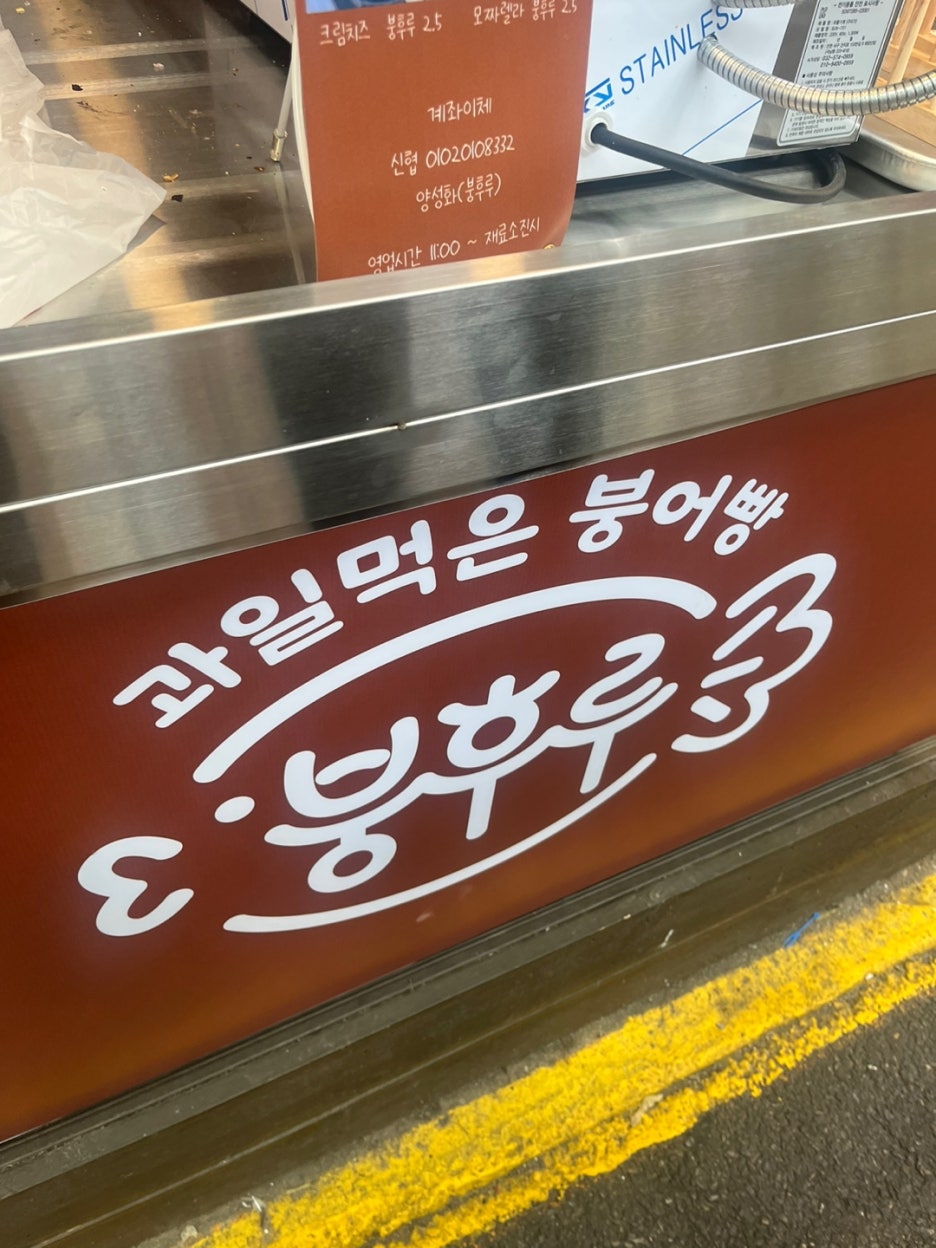 크림치즈 붕후루 2.5 모짜렐라 붕후루 2.5
계좌이체
신협 01020108332
양성화(붕후루)
영업시간 11:00 ~ 재료소진시
STAINLESS
과일먹은 붕어빵
붕후루